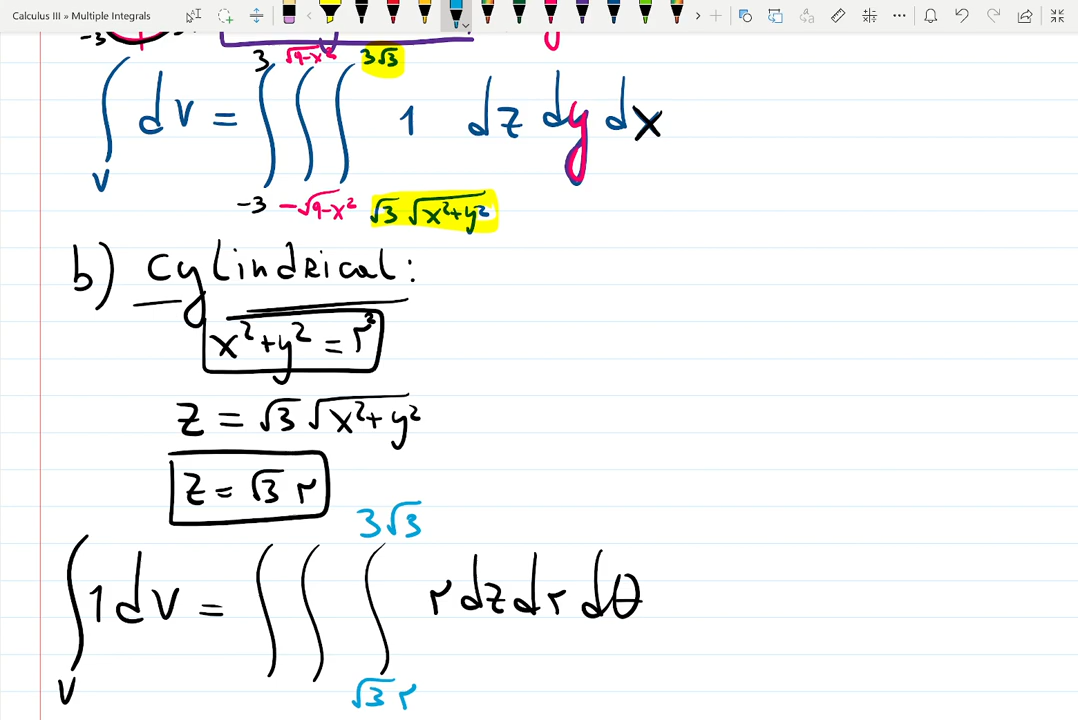 Calculus III » Multiple Integrals
-3
3 √9-x² 3√3
∫ dV = ∫∫∫ 1 dz dy dx
V -3 -√9-x² √3 √x²+y²
b) Cylindrical:
x²+y² = r²
z = √3 √x²+y²
z = √3 r
3√3
∫ 1 dV = ∫∫∫ r dz dr dθ
V √3 r